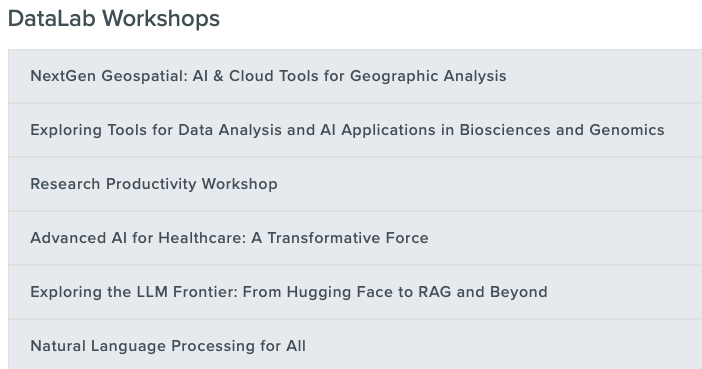 DataLab Workshops
NextGen Geospatial: AI & Cloud Tools for Geographic Analysis
Exploring Tools for Data Analysis and AI Applications in Biosciences and Genomics
Research Productivity Workshop
Advanced AI for Healthcare: A Transformative Force
Exploring the LLM Frontier: From Hugging Face to RAG and Beyond
Natural Language Processing for All